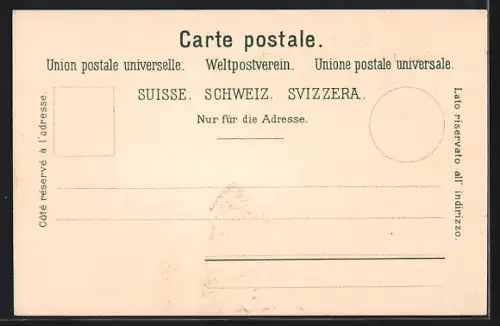 Carte postale.
Union postale universelle. Weltpostverein. Unione postale universale.
SUISSE. SCHWEIZ. SVIZZERA.
Nur für die Adresse.
Côté réservé à l'adresse.
Lato riservato all' indirizzo.